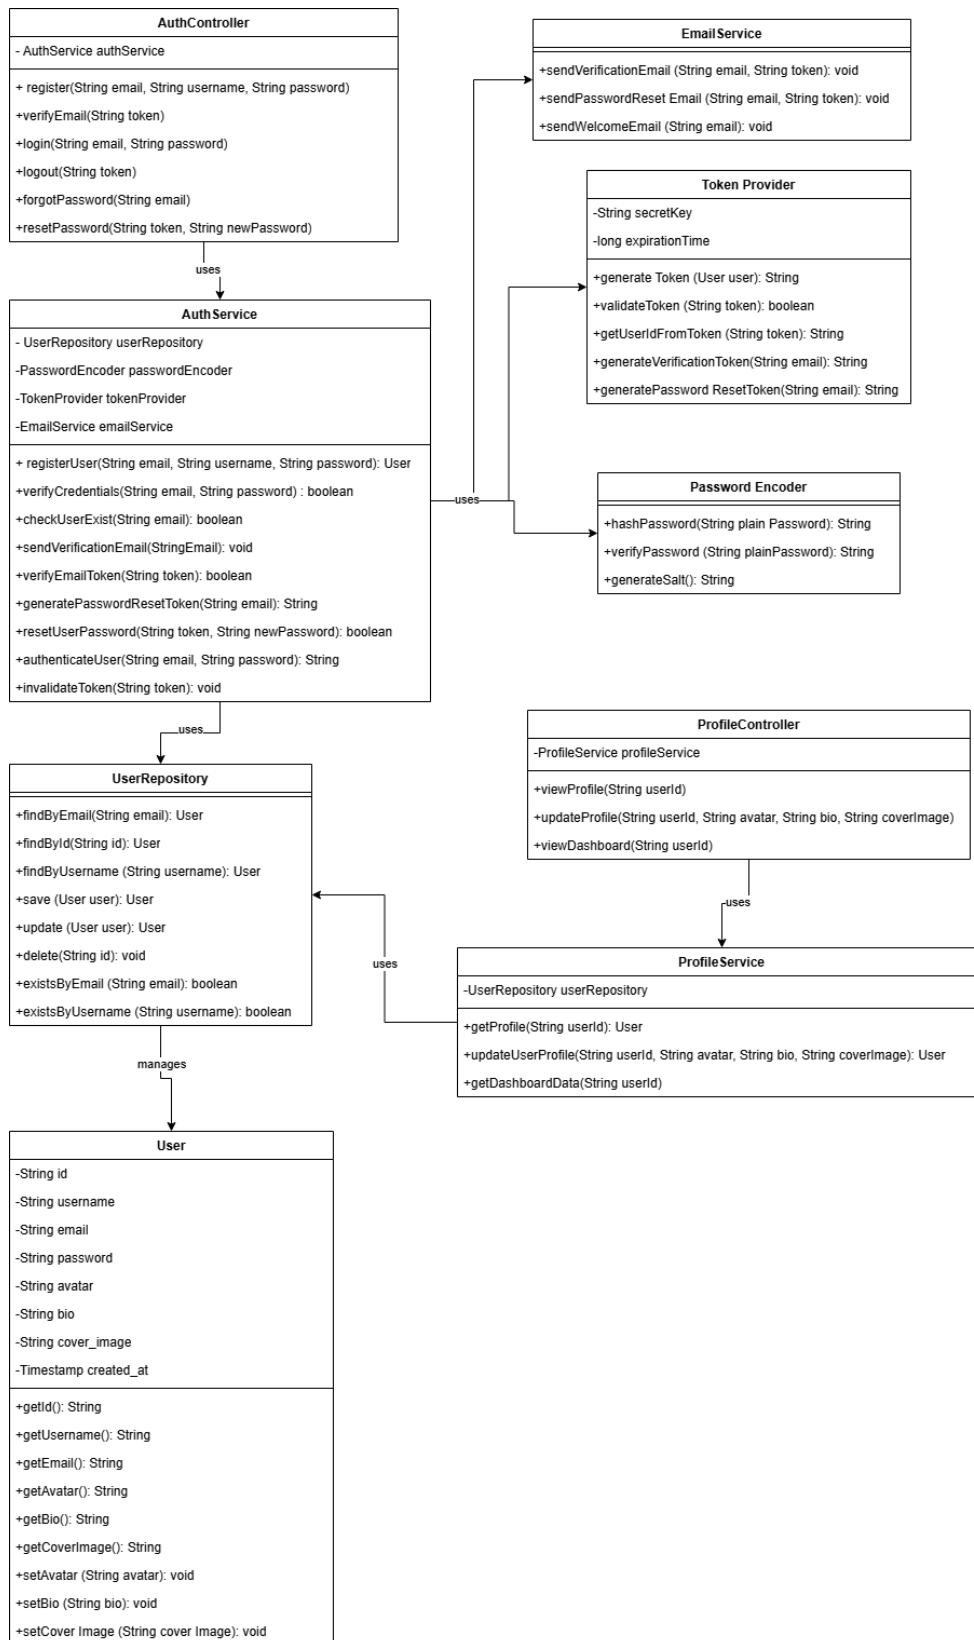 AuthController
- AuthService authService
+ register(String email, String username, String password)
+verifyEmail(String token)
+login(String email, String password)
+logout(String token)
+forgotPassword(String email)
+resetPassword(String token, String newPassword)
uses
EmailService
+sendVerificationEmail (String email, String token): void
+sendPasswordReset Email (String email, String token): void
+sendWelcomeEmail (String email): void
Token Provider
-String secretKey
-long expirationTime
+generate Token (User user): String
+validateToken (String token): boolean
+getUserIdFromToken (String token): String
+generateVerificationToken(String email): String
+generatePassword ResetToken(String email): String
AuthService
- UserRepository userRepository
-PasswordEncoder passwordEncoder
-TokenProvider tokenProvider
-EmailService emailService
+ registerUser(String email, String username, String password): User
+verifyCredentials(String email, String password) : boolean
+checkUserExist(String email): boolean
+sendVerificationEmail(StringEmail): void
+verifyEmailToken(String token): boolean
+generatePasswordResetToken(String email): String
+resetUserPassword(String token, String newPassword): boolean
+authenticateUser(String email, String password): String
+invalidateToken(String token): void
uses
Password Encoder
+hashPassword(String plain Password): String
+verifyPassword (String plainPassword): String
+generateSalt(): String
uses
UserRepository
+findByEmail(String email): User
+findById(String id): User
+findByUsername (String username): User
+save (User user): User
+update (User user): User
+delete(String id): void
+existsByEmail (String email): boolean
+existsByUsername (String username): boolean
ProfileController
-ProfileService profileService
+viewProfile(String userId)
+updateProfile(String userId, String avatar, String bio, String coverImage)
+viewDashboard(String userId)
uses
uses
ProfileService
-UserRepository userRepository
+getProfile(String userId): User
+updateUserProfile(String userId, String avatar, String bio, String coverImage): User
+getDashboardData(String userId)
manages
User
-String id
-String username
-String email
-String password
-String avatar
-String bio
-String cover_image
-Timestamp created_at
+getId(): String
+getUsername(): String
+getEmail(): String
+getAvatar(): String
+getBio(): String
+getCoverImage(): String
+setAvatar (String avatar): void
+setBio (String bio): void
+setCover Image (String cover Image): void